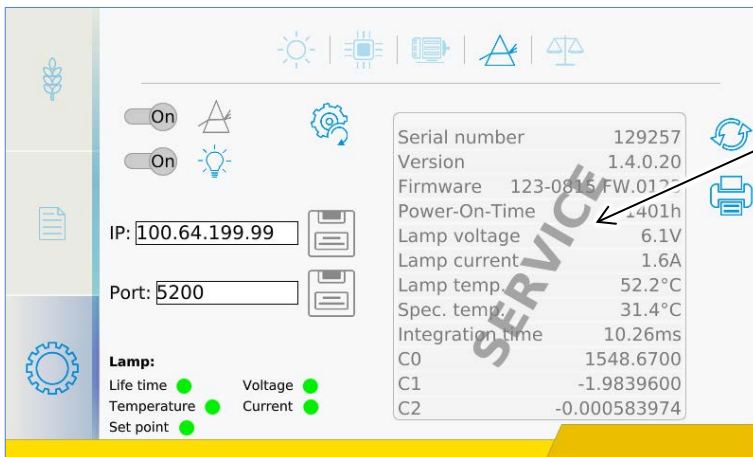 On
On
IP: 100.64.199.99
Port: 5200
Lamp:
Life time Voltage
Temperature Current
Set point
Serial number 129257
Version 1.4.0.20
Firmware 123-0815 FW.0123
Power-On-Time 1401h
Lamp voltage 6.1V
Lamp current 1.6A
Lamp temp. 52.2°C
Spec. temp. 31.4°C
Integration time 10.26ms
C0 1548.6700
C1 -1.9839600
C2 -0.000583974
SERVICE